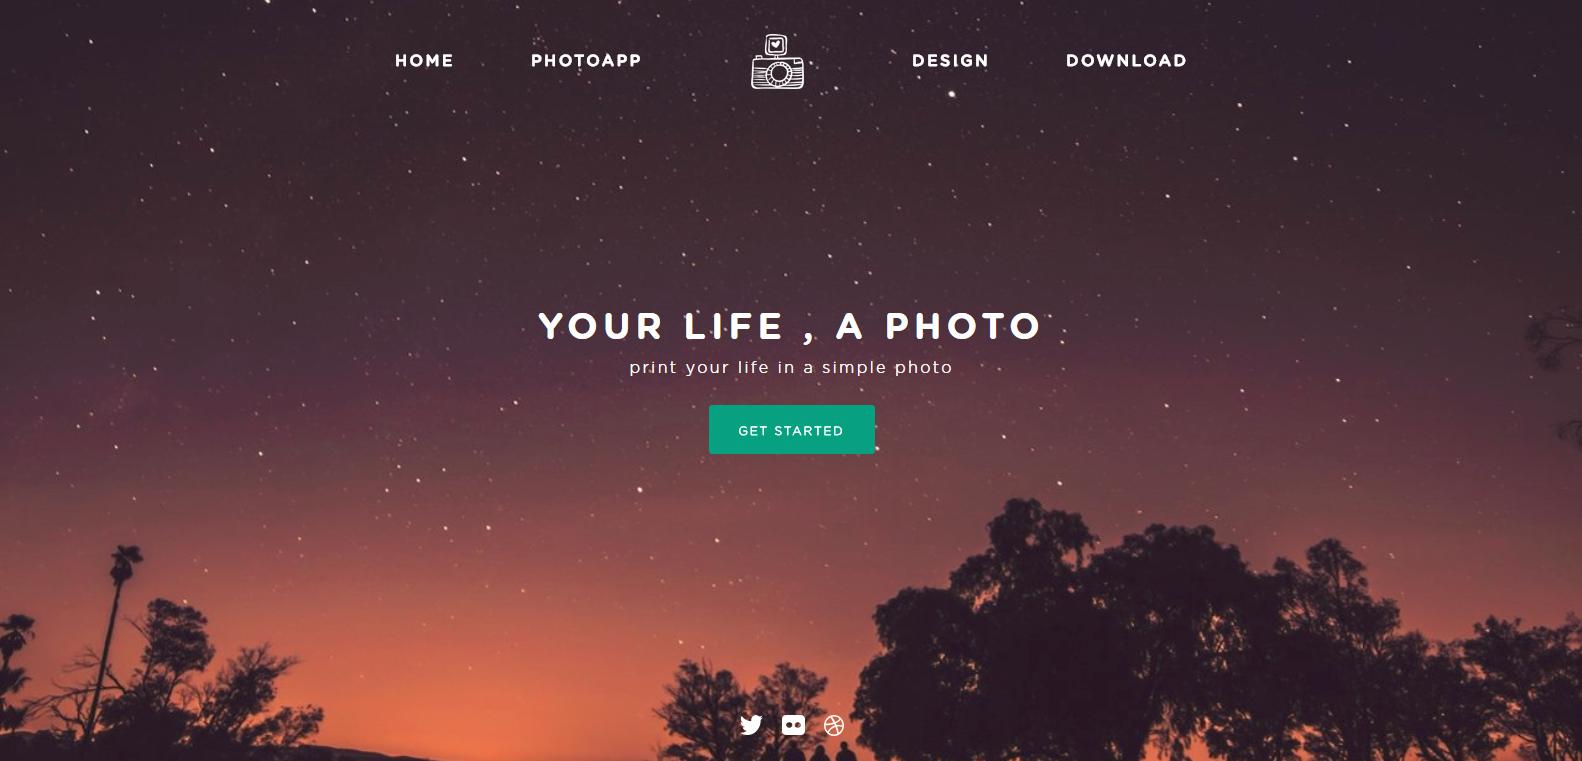 HOME PHOTOAPP DESIGN DOWNLOAD
YOUR LIFE , A PHOTO
print your life in a simple photo
GET STARTED